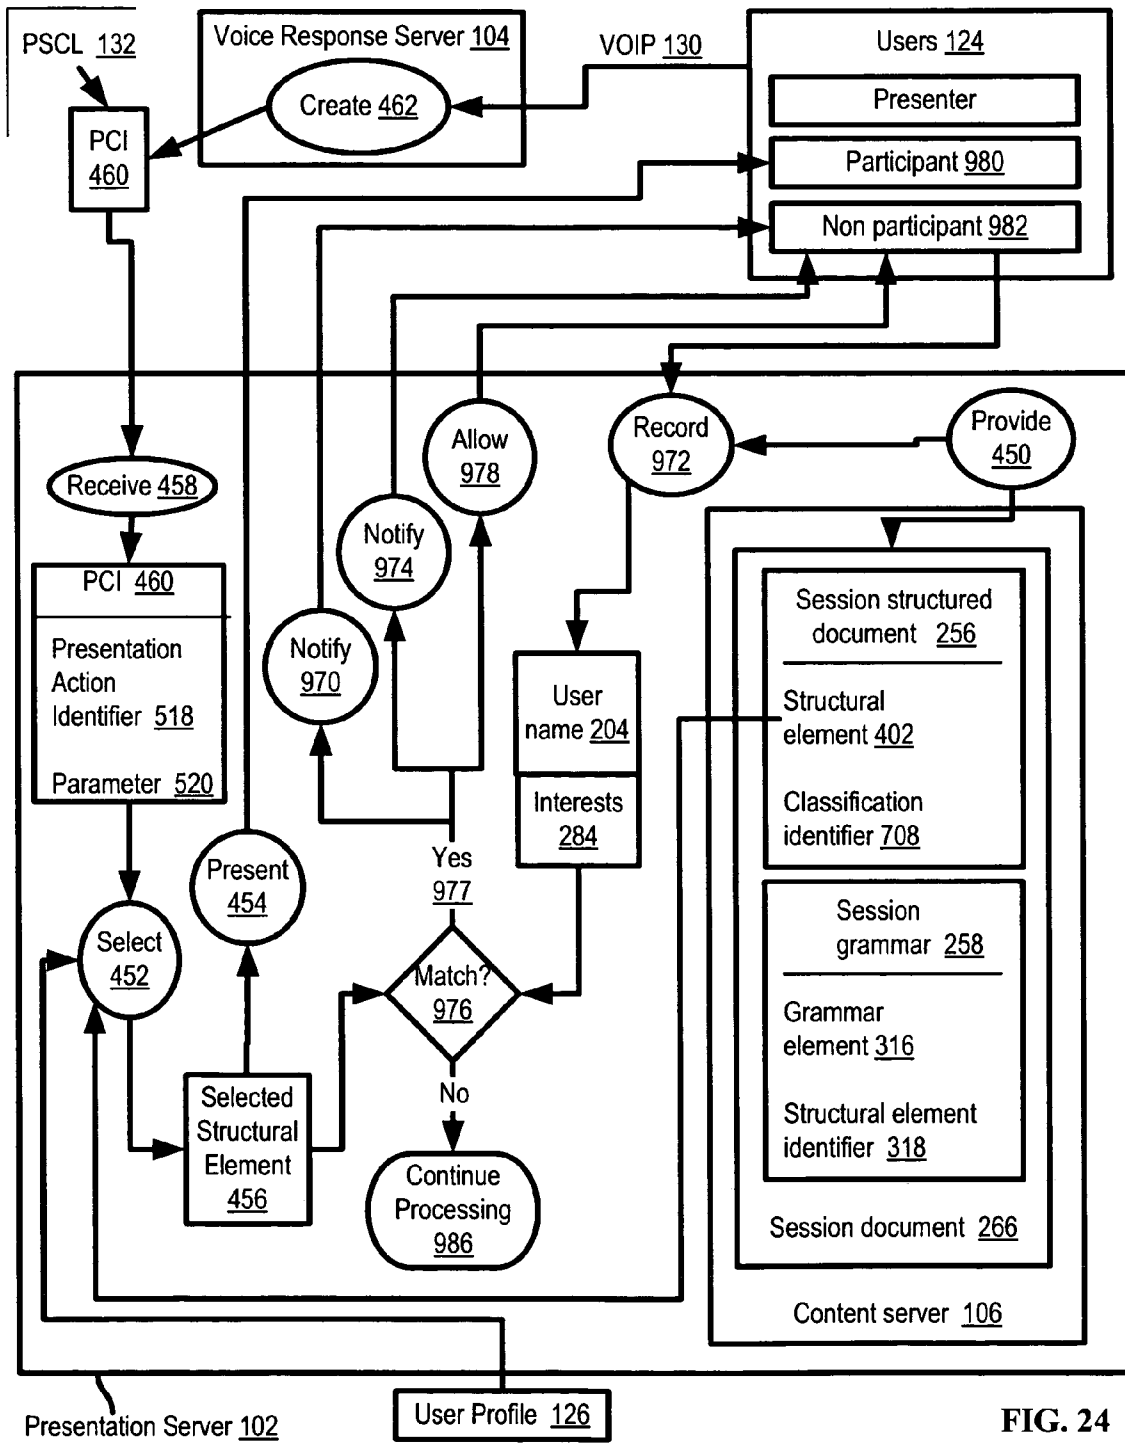 PSCL 132
Voice Response Server 104
VOIP 130
Users 124
Presenter
Create 462
PCI
460
Participant 980
Non participant 982
Allow
978
Record
972
Provide
450
Receive 458
Notify
974
PCI 460
Presentation
Action
Identifier 518
Parameter 520
Notify
970
User
name 204
Interests
284
Session structured
document 256
Structural
element 402
Classification
identifier 708
Present
454
Yes
977
Session
grammar 258
Select
452
Match?
976
Grammar
element 316
No
Selected
Structural
Element
456
Structural element
identifier 318
Continue
Processing
986
Session document 266
Content server 106
Presentation Server 102
User Profile 126
FIG. 24